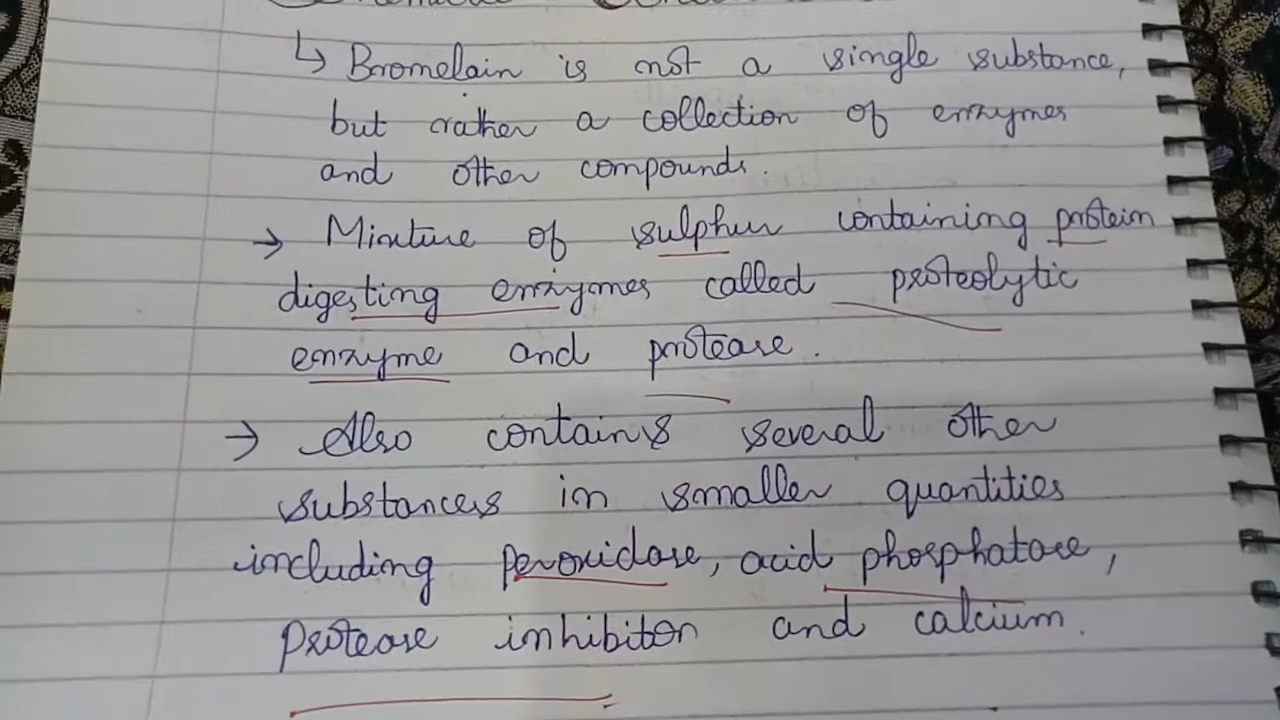 ↳ Bromelain is not a single substance,
but rather a collection of enzymes
and other compounds.
→ Mixture of sulphur containing protein
digesting enzymes called proteolytic
enzyme and protease.
→ Also contains several other
substances in smaller quantities
including peroxidase, acid phosphatase,
Protease inhibitor and calcium.